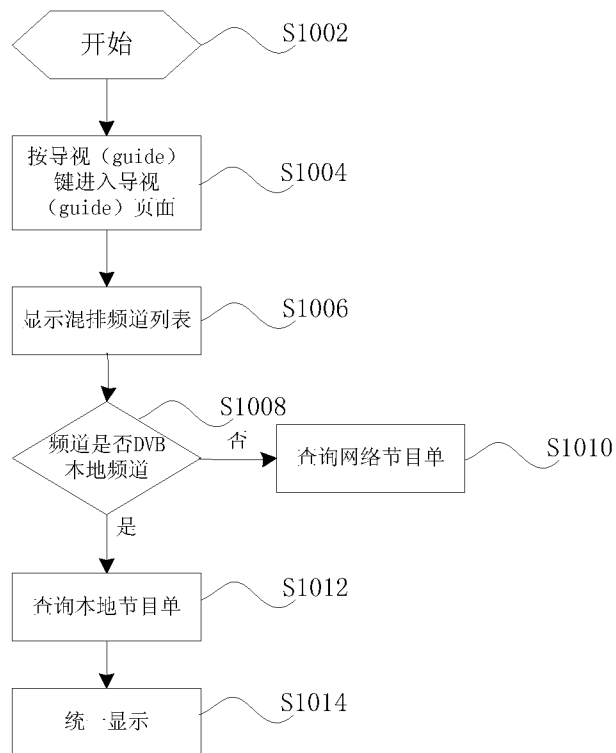 开始
S1002
按导视（guide）
键进入导视
（guide）页面
S1004
显示混排频道列表
S1006
S1008
频道是否DVB
本地频道
否
查询网络节目单
S1010
是
查询本地节目单
S1012
统一显示
S1014